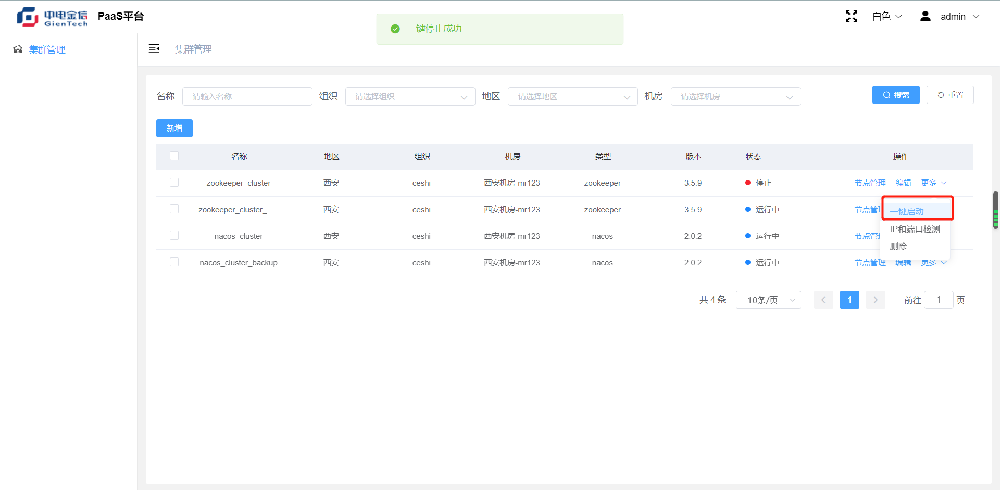 中电金信
GienTech
PaaS平台
一键停止成功
白色
admin
集群管理
集群管理
名称 请输入名称 组织 请选择组织 地区 请选择地区 机房 请选择机房 搜索 重置
新增
名称 地区 组织 机房 类型 版本 状态 操作
zookeeper_cluster 西安 ceshi 西安机房-mr123 zookeeper 3.5.9 停止 节点管理 编辑 更多
zookeeper_cluster_... 西安 ceshi 西安机房-mr123 zookeeper 3.5.9 运行中 节点管
一键启动
IP和端口检测
nacos_cluster 西安 ceshi 西安机房-mr123 nacos 2.0.2 运行中 节点管
删除
nacos_cluster_backup 西安 ceshi 西安机房-mr123 nacos 2.0.2 运行中 节点管理 编辑 更多
共 4 条 10条/页 1 前往 1 页